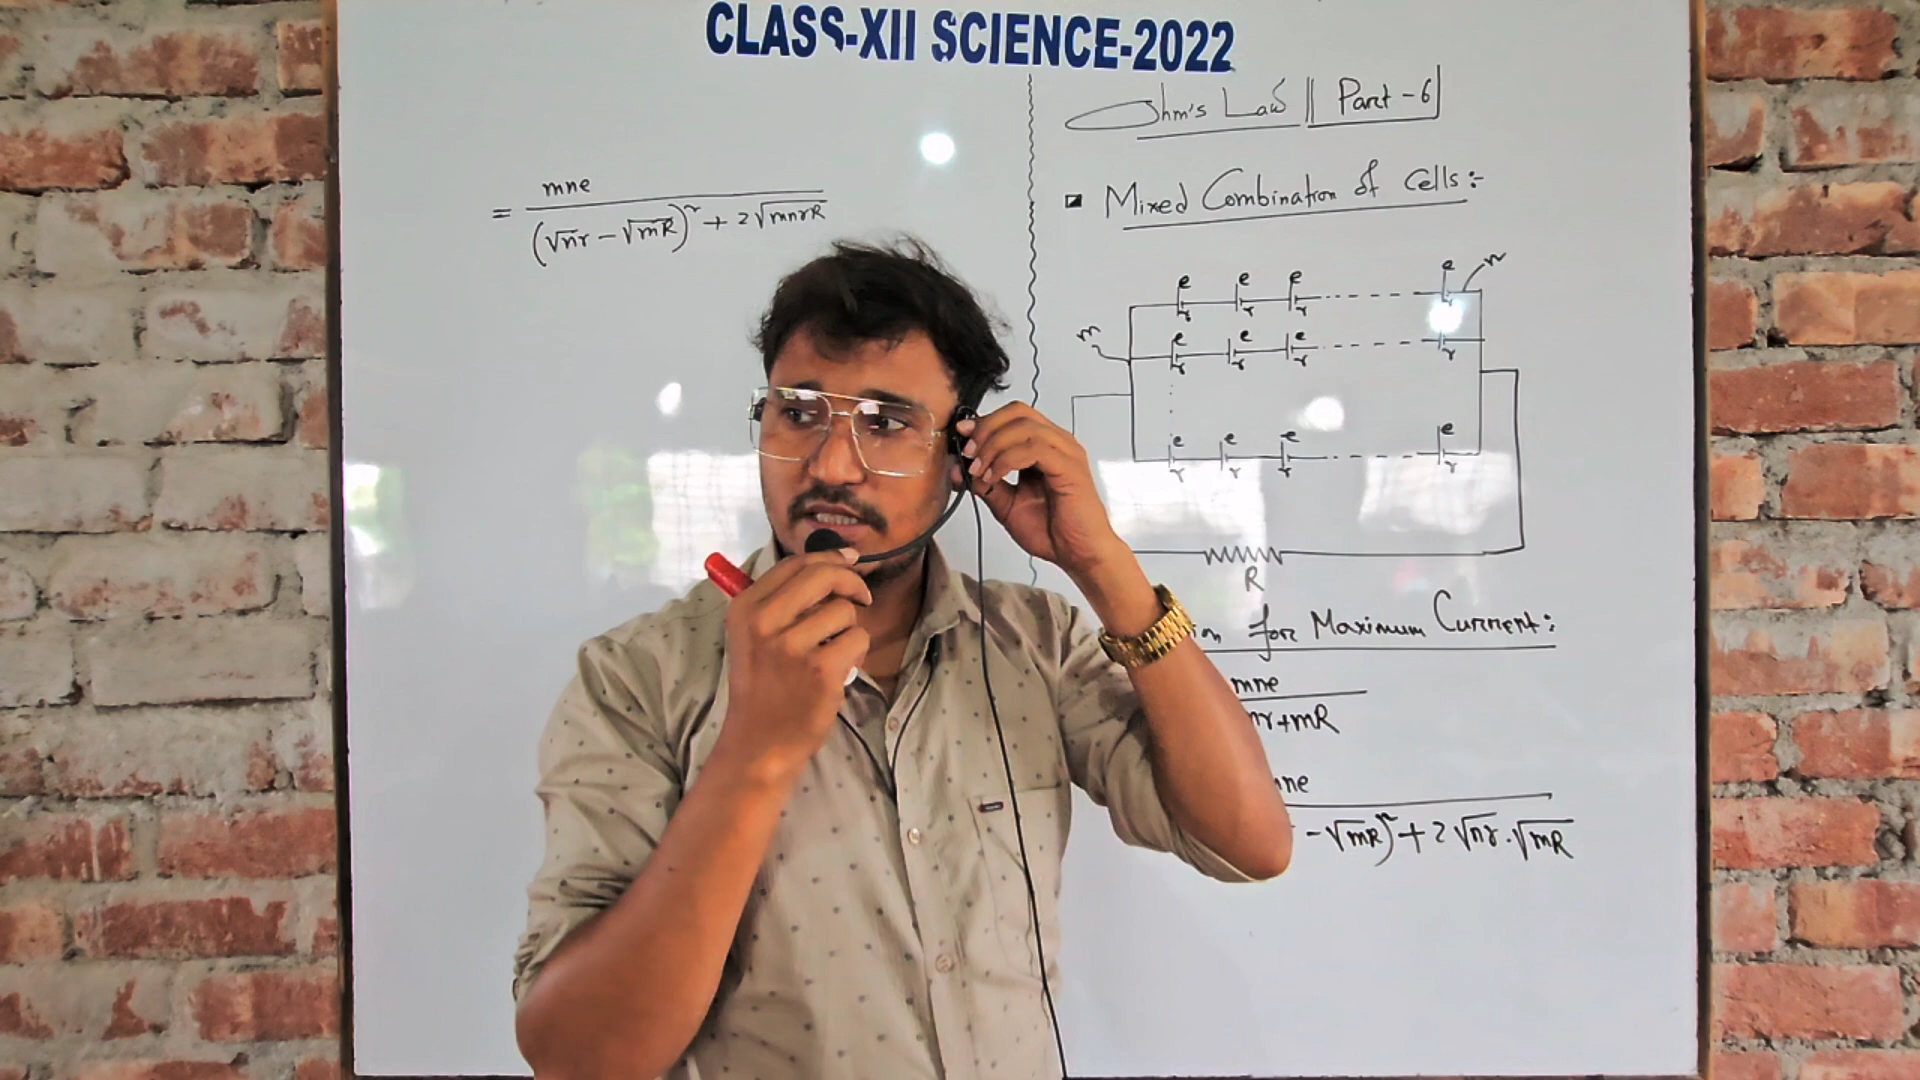 CLASS-XII SCIENCE-2022
= mne / (√nr - √mR)² + 2√mnrR
Ohm's Law || Part - 6
Mixed Combination of Cells :-
e e e e n
r r r r
m e e e
r r r r
e e e e
r r r r
R
for Maximum Current :
mne
nr + mR
ne
- √mR)² + 2√nr . √mR